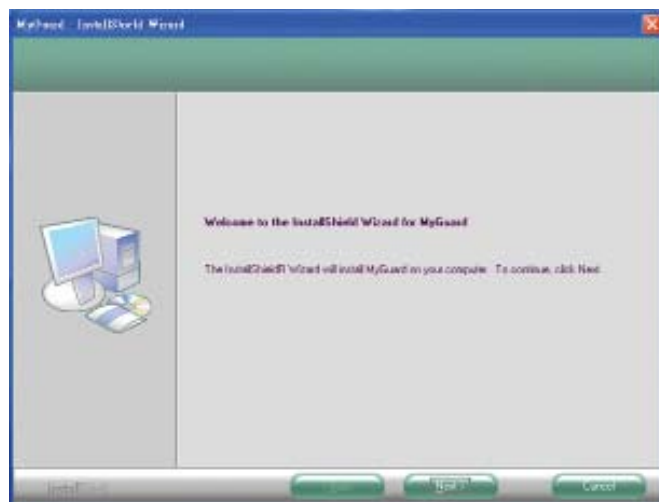 MyGuard - InstallShield Wizard
Welcome to the InstallShield Wizard for MyGuard
The InstallShieldR Wizard will install MyGuard on your computer. To continue, click Next.
InstallShield
Next >
Cancel